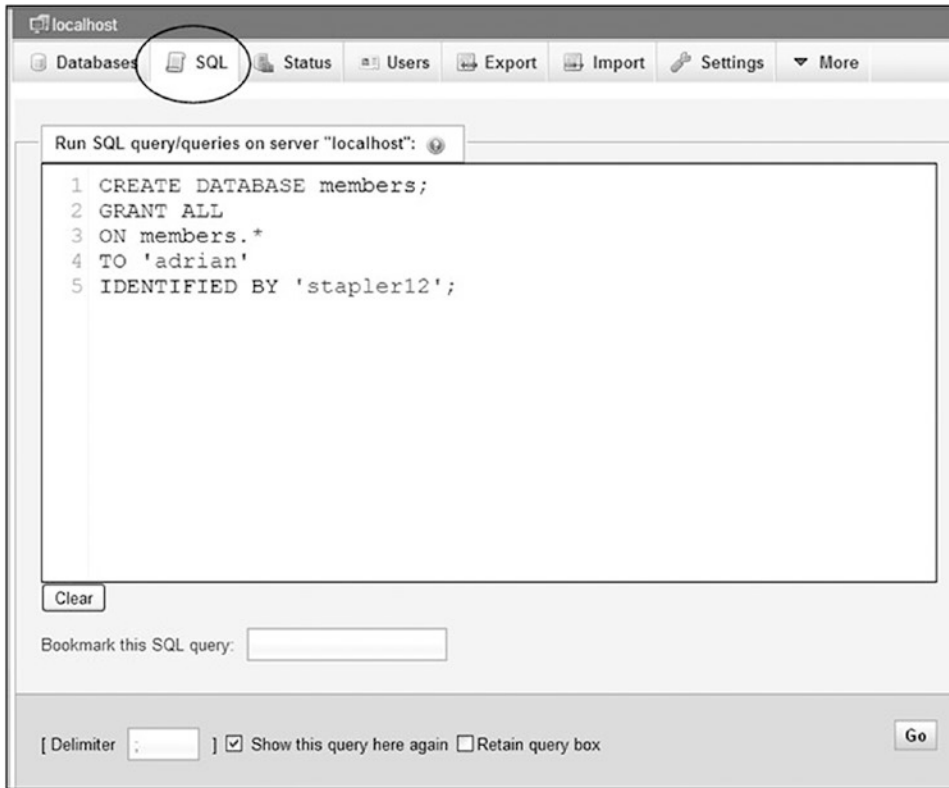 localhost
Databases SQL Status Users Export Import Settings More
Run SQL query/queries on server "localhost":
1 CREATE DATABASE members;
2 GRANT ALL
3 ON members.*
4 TO 'adrian'
5 IDENTIFIED BY 'stapler12';
Clear
Bookmark this SQL query:
[ Delimiter ; ] Show this query here again Retain query box
Go